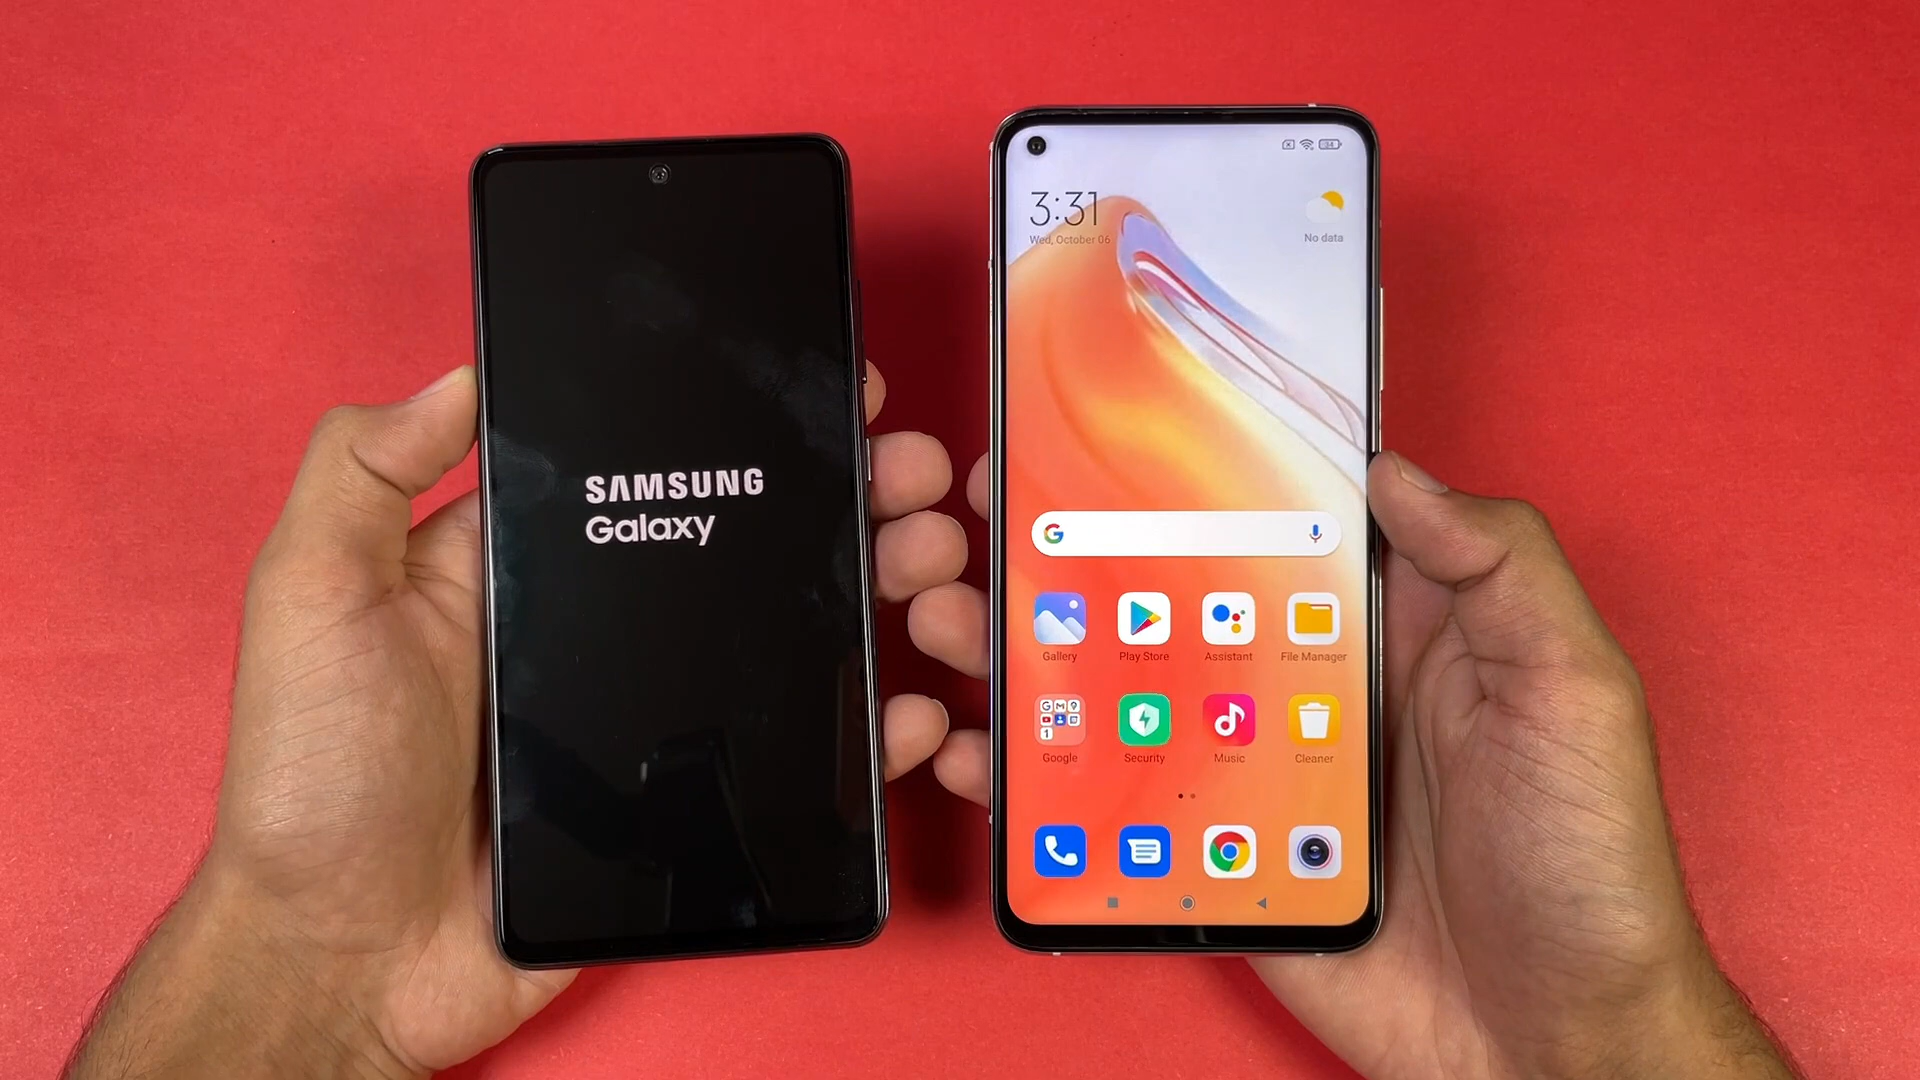 SAMSUNG
Galaxy
3:31
Wed, October 06
No data
Gallery
Play Store
Assistant
File Manager
Google
Security
Music
Cleaner